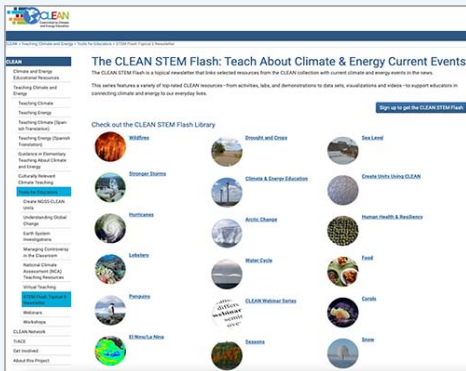 CLEAN
CLEAN > Teaching Climate and Energy > Tools for Educators > STEM Flash Topical E Newsletter
CLEAN
Climate and Energy
Educational Resources
Teaching Climate and
Energy
Teaching Climate
Teaching Energy
Teaching Climate (Span
ish Translation)
Teaching Energy (Spanish
Translation)
Guidance in Elementary
Teaching About Climate
and Energy
Culturally Relevant
Climate Teaching
Tools for Educators
Create NGSS CLEAN
Units
Understanding Global
Change
Earth System
Investigations
Managing Controversy
in the Classroom
National Climate
Assessment (NCA)
Teaching Resources
Virtual Teaching
STEM Flash Topical E
Newsletter
Webinars
Workshops
CLEAN Network
TrACE
Get Involved
About this Project
The CLEAN STEM Flash: Teach About Climate & Energy Current Events
The CLEAN STEM Flash is a topical newsletter that links selected resources from the CLEAN collection with current climate and energy events in the news.
This series features a variety of top-rated CLEAN resources—from activities, labs, and demonstrations to data sets, visualizations and videos—to support educators in
connecting climate and energy to our everyday lives.
Sign up to get the CLEAN STEM Flash
Check out the CLEAN STEM Flash Library
Wildfires
Drought and Crops
Sea Level
Stronger Storms
Climate & Energy Education
Create Units Using CLEAN
Hurricanes
Arctic Change
Human Health & Resiliency
Lobsters
Water Cycle
Food
Penguins
CLEAN Webinar Series
Corals
El Nino/La Nina
Seasons
Snow